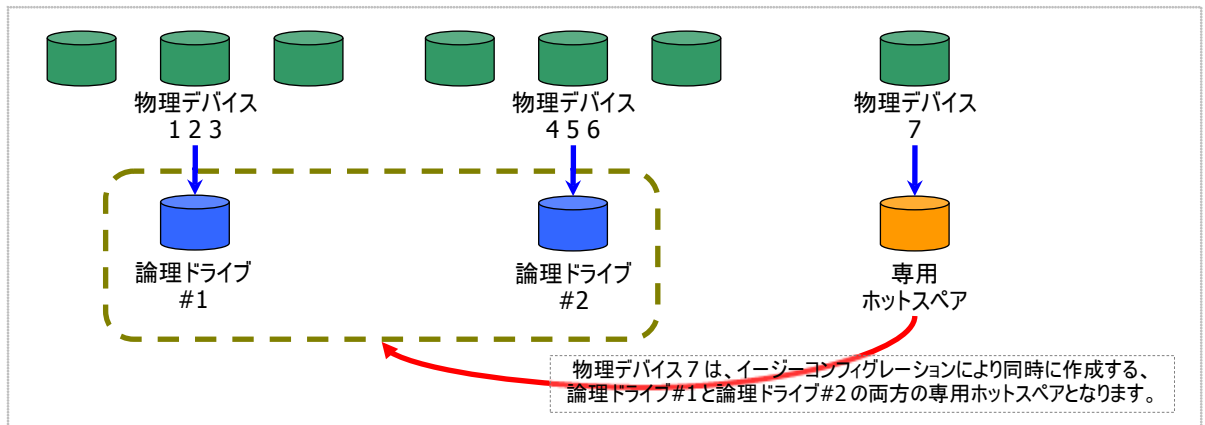 物理デバイス
1 2 3
物理デバイス
4 5 6
物理デバイス
7
論理ドライブ
#1
論理ドライブ
#2
専用
ホットスペア
物理デバイス７は、イージーコンフィグレーションにより同時に作成する、
論理ドライブ#1と論理ドライブ#2の両方の専用ホットスペアとなります。